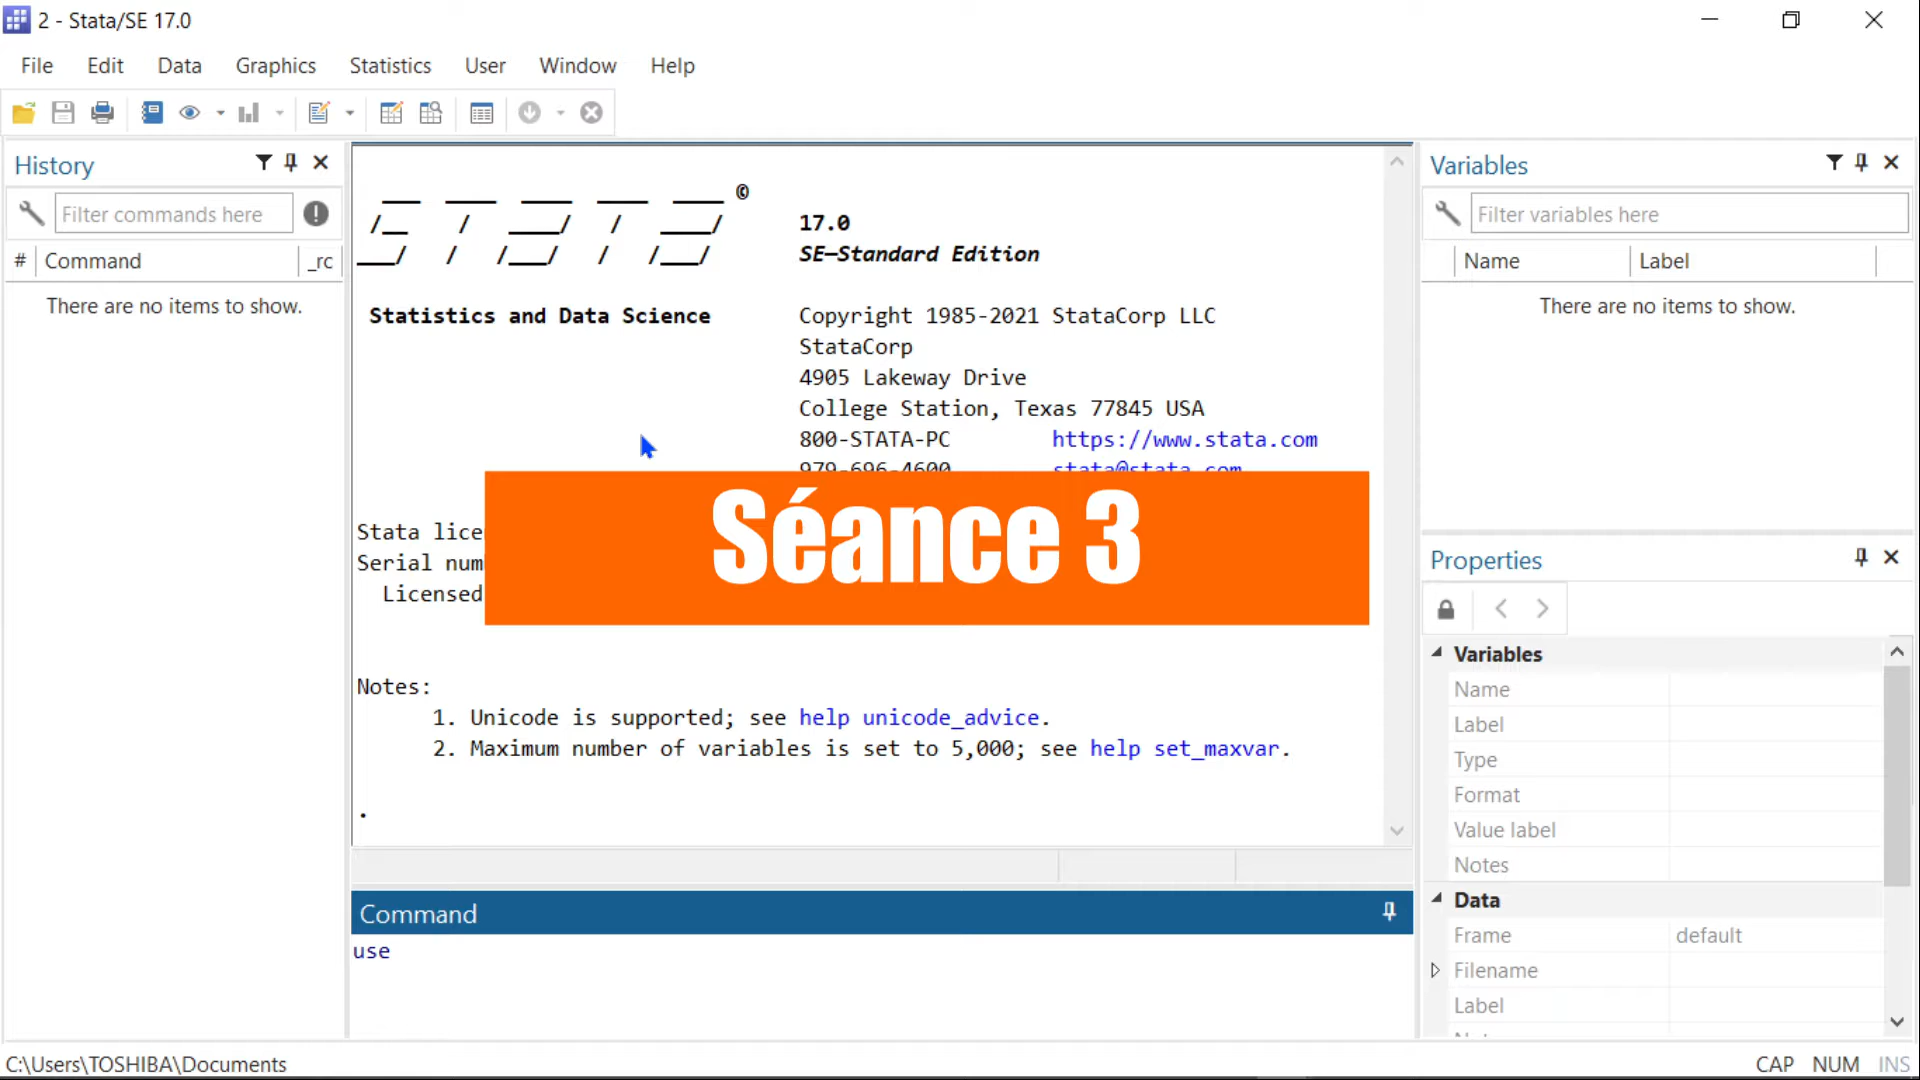 2 - Stata/SE 17.0
File Edit Data Graphics Statistics User Window Help
History
Filter commands here
# Command _rc
There are no items to show.
©
17.0
SE—Standard Edition
Statistics and Data Science
Copyright 1985-2021 StataCorp LLC
StataCorp
4905 Lakeway Drive
College Station, Texas 77845 USA
800-STATA-PC https://www.stata.com
979-696-4600 stata@stata.com
Stata lice
Serial num
Licensed
Séance 3
Notes:
1. Unicode is supported; see help unicode_advice.
2. Maximum number of variables is set to 5,000; see help set_maxvar.
.
Command
use
Variables
Filter variables here
Name Label
There are no items to show.
Properties
Variables
Name
Label
Type
Format
Value label
Notes
Data
Frame default
Filename
Label
C:\Users\TOSHIBA\Documents
CAP NUM INS